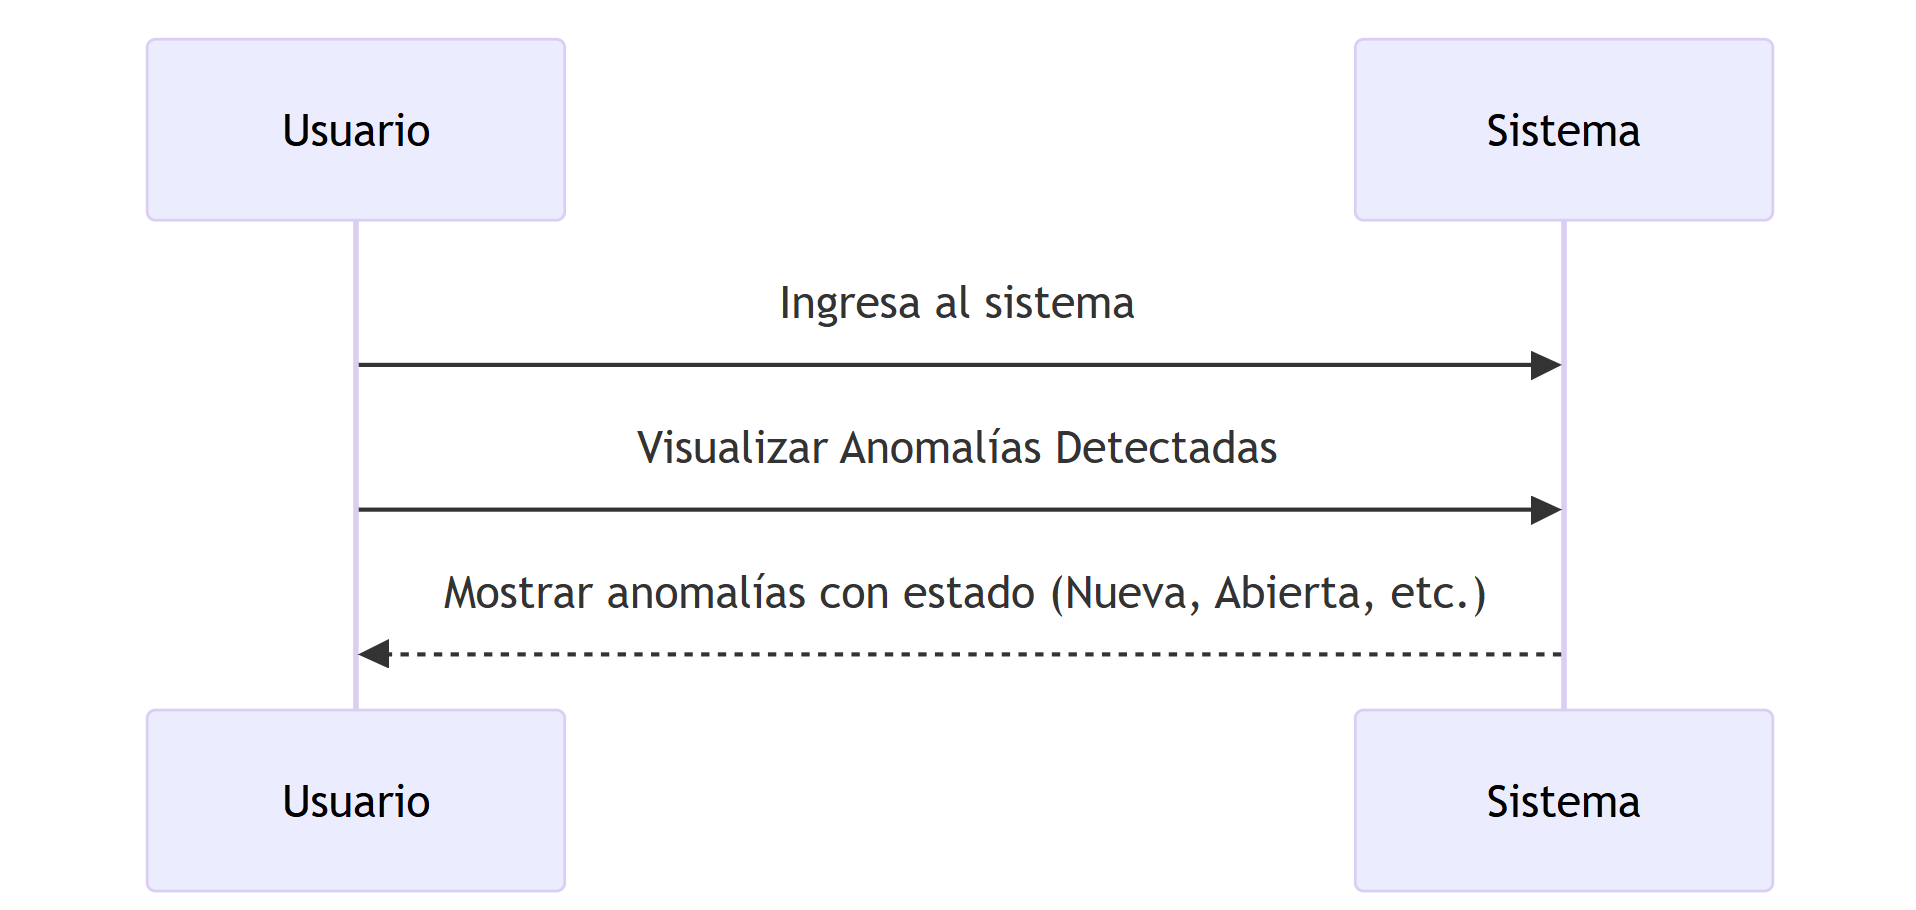 Usuario
Sistema
Ingresa al sistema
Visualizar Anomalías Detectadas
Mostrar anomalías con estado (Nueva, Abierta, etc.)
Usuario
Sistema